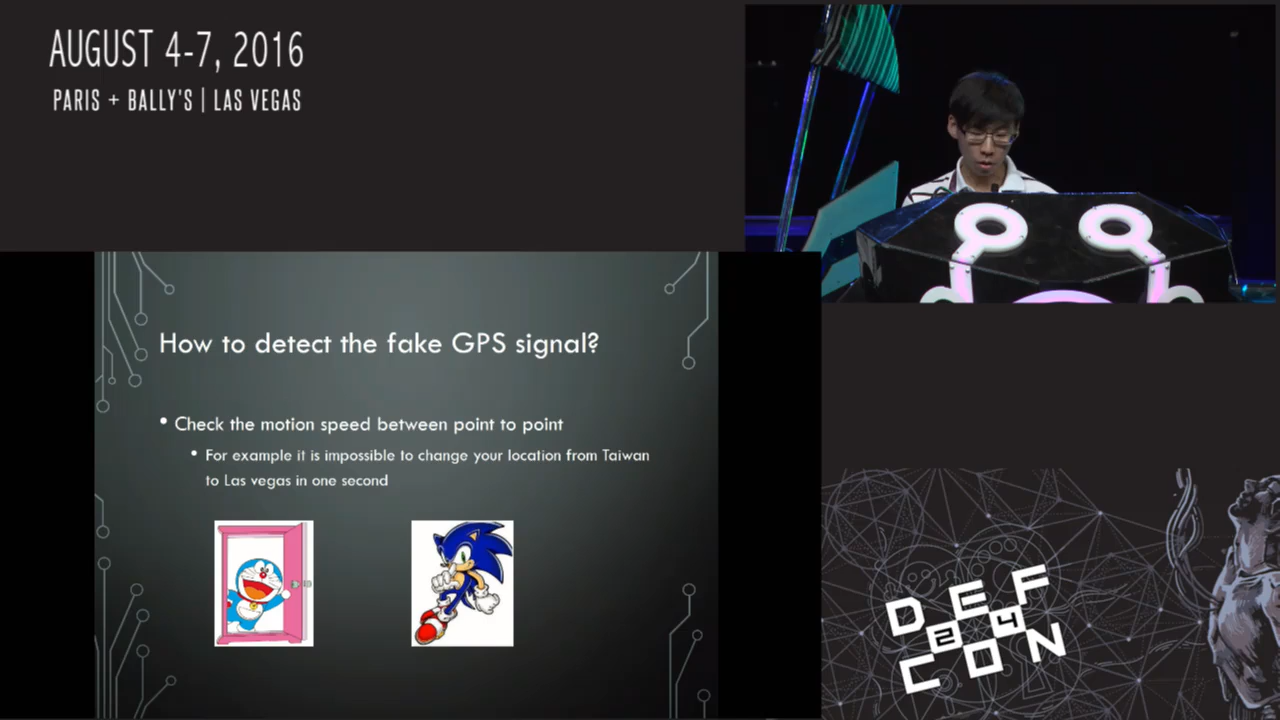 AUGUST 4-7, 2016
PARIS + BALLY'S | LAS VEGAS
How to detect the fake GPS signal?
• Check the motion speed between point to point
• For example it is impossible to change your location from Taiwan
to Las vegas in one second
DEF
24
CON